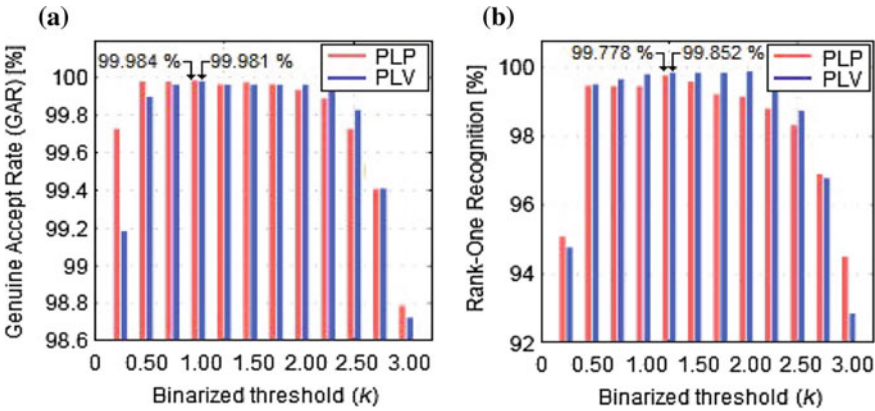 (a)
99.984 %
99.981 %
PLP
PLV
Genuine Accept Rate (GAR) [%]
100
99.8
99.6
99.4
99.2
99
98.8
98.6
0 0.50 1.00 1.50 2.00 2.50 3.00
Binarized threshold (k)
(b)
99.778 %
99.852 %
PLP
PLV
Rank-One Recognition [%]
100
98
96
94
92
0 0.50 1.00 1.50 2.00 2.50 3.00
Binarized threshold (k)